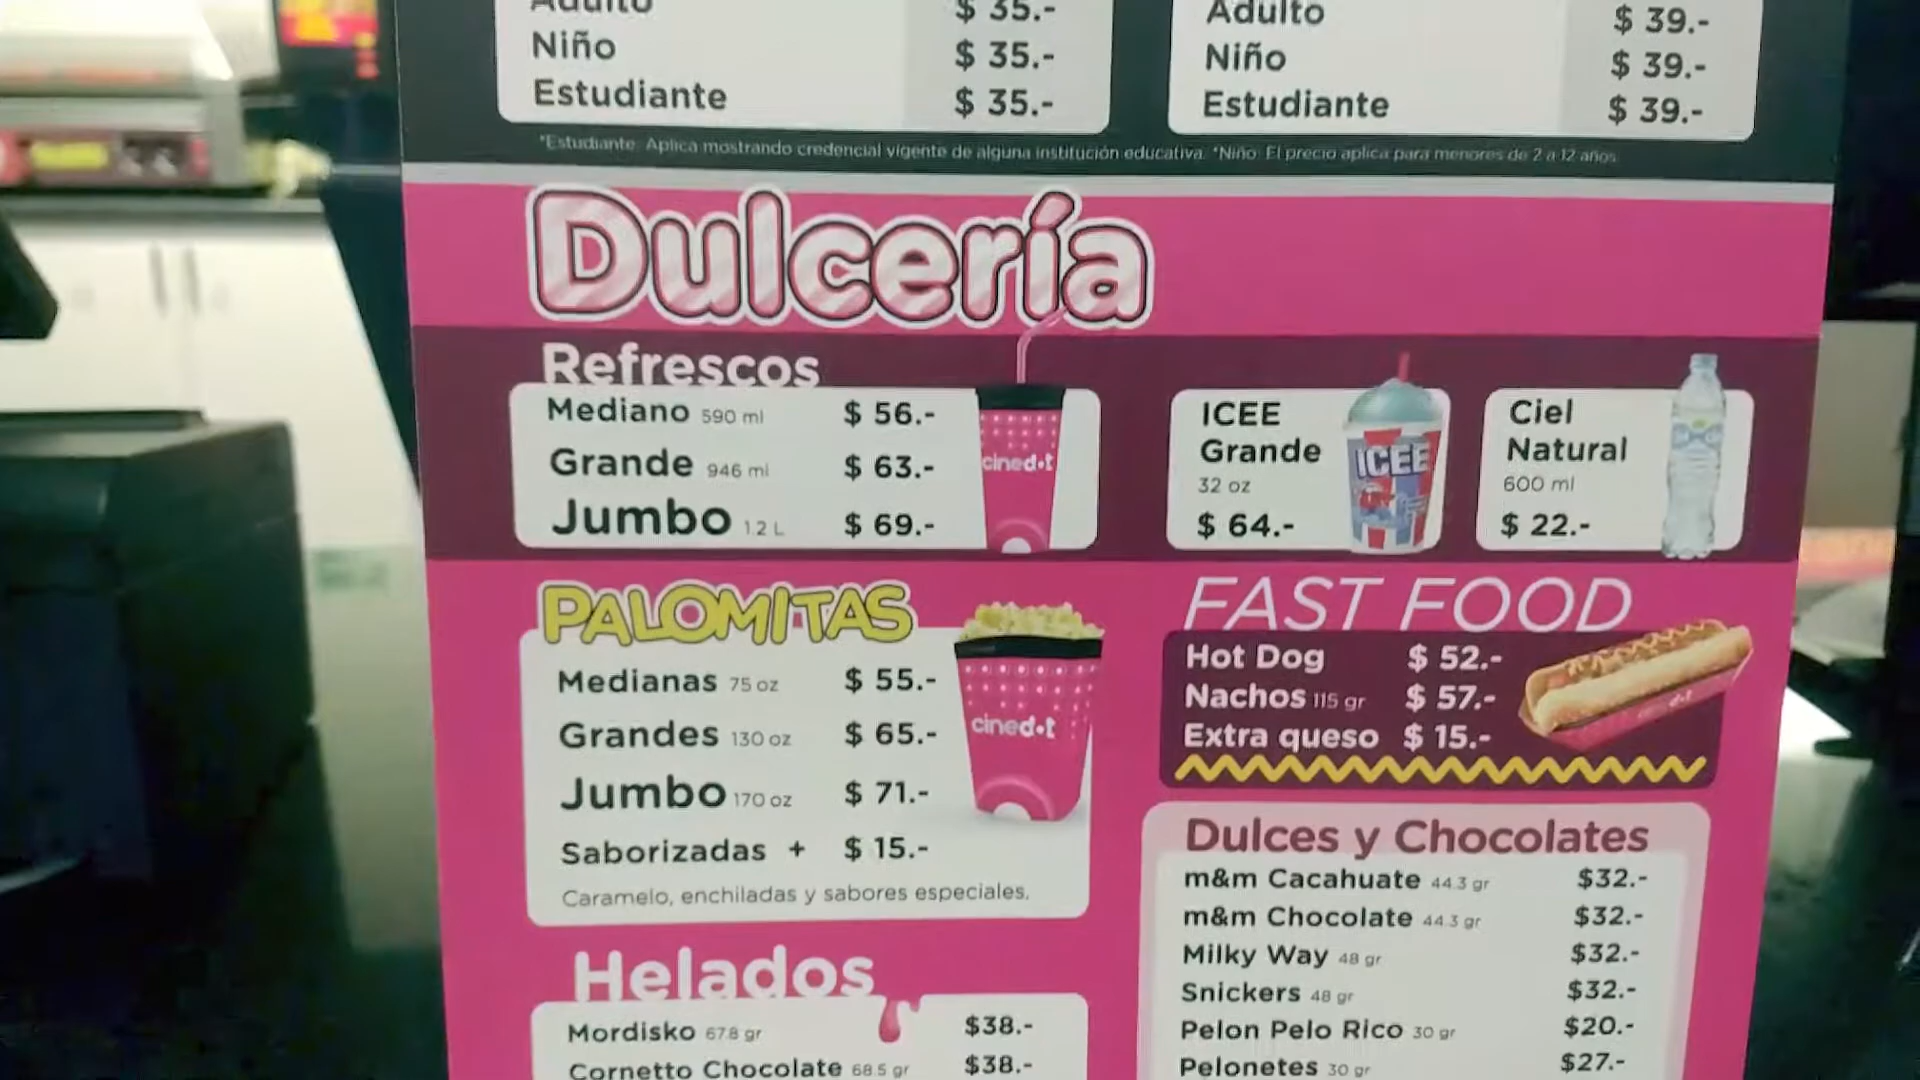 Adulto $ 35.-
Niño $ 35.-
Estudiante $ 35.-
Adulto $ 39.-
Niño $ 39.-
Estudiante $ 39.-
*Estudiante: Aplica mostrando credencial vigente de alguna institución educativa. *Niño: El precio aplica para menores de 2 a 12 años.
Dulcería
Refrescos
Mediano 590 ml $ 56.-
Grande 946 ml $ 63.-
Jumbo 1.2 L $ 69.-
cined•t
ICEE
Grande
32 oz
$ 64.-
ICEE
Ciel
Natural
600 ml
$ 22.-
PALOMITAS
Medianas 75 oz $ 55.-
Grandes 130 oz $ 65.-
Jumbo 170 oz $ 71.-
Saborizadas + $ 15.-
Caramelo, enchiladas y sabores especiales.
cined•t
FAST FOOD
Hot Dog $ 52.-
Nachos 115 gr $ 57.-
Extra queso $ 15.-
Dulces y Chocolates
m&m Cacahuate 44.3 gr $32.-
m&m Chocolate 44.3 gr $32.-
Milky Way 48 gr $32.-
Snickers 48 gr $32.-
Pelon Pelo Rico 30 gr $20.-
Pelonetes 30 gr $27.-
Helados
Mordisko 67.8 gr $38.-
Cornetto Chocolate 68.5 gr $38.-